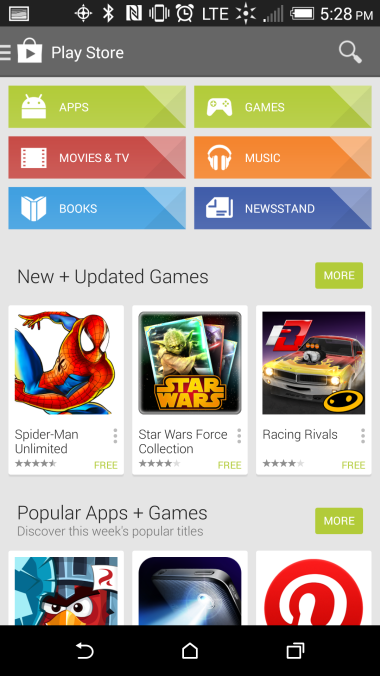 LTE 5:28 PM
Play Store
APPS
GAMES
MOVIES & TV
MUSIC
BOOKS
NEWSSTAND
New + Updated Games
MORE
STAR
WARS
Spider-Man
Unlimited
FREE
Star Wars Force
Collection
FREE
Racing Rivals
FREE
Popular Apps + Games
MORE
Discover this week's popular titles